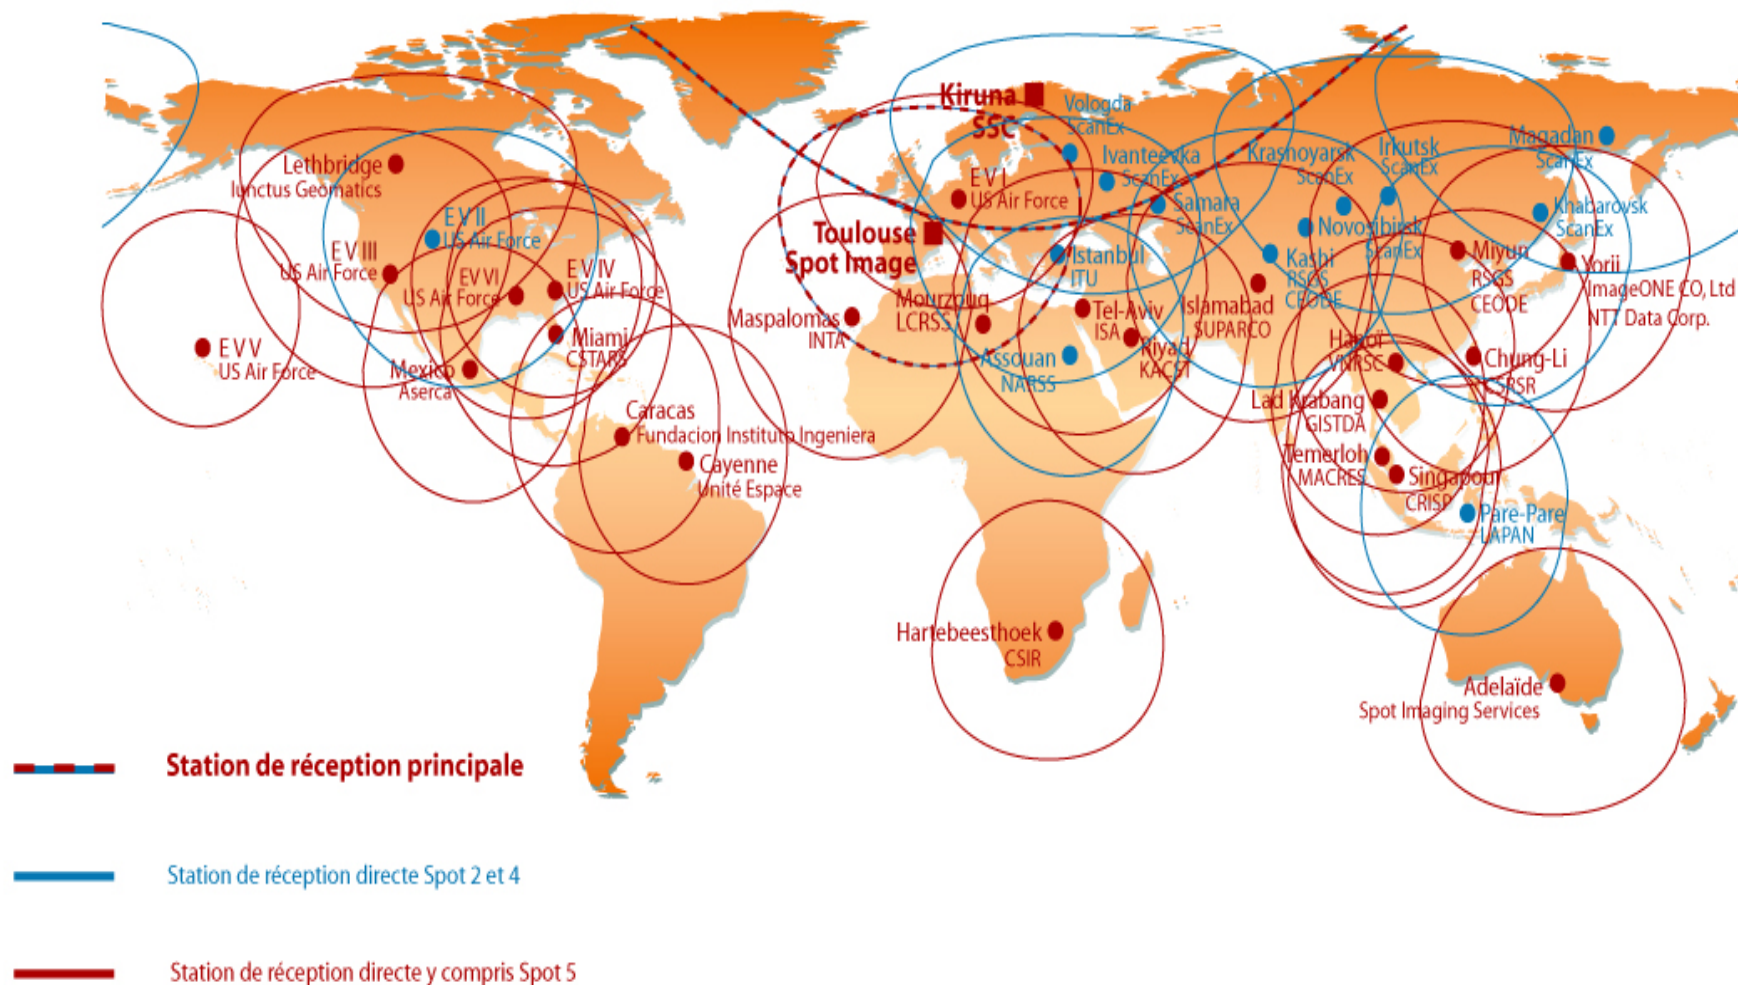 Kiruna
SSC
Vologda
ScanEx
Ivanteevka
ScanEx
Krasnoyarsk
ScanEx
Irkutsk
ScanEx
Magadan
ScanEx
Lethbridge
Iunctus Geomatics
E V I
US Air Force
Samara
ScanEx
Novosibirsk
ScanEx
Khabarovsk
ScanEx
E V II
US Air Force
Toulouse
Spot Image
Istanbul
ITU
Kashi
RSGS
CEODE
Miyun
RSGS
CEODE
Yorii
ImageONE CO, Ltd
NTT Data Corp.
E V III
US Air Force
EV VI
US Air Force
E V IV
US Air Force
Maspalomas
INTA
Mourzouq
LCRSS
Tel-Aviv
ISA
Islamabad
SUPARCO
E V V
US Air Force
Mexico
Aserca
Miami
CSTARS
Assouan
NARSS
Riyad
KACST
Hanoï
VNRSC
Chung-Li
CSRSR
Caracas
Fundacion Instituto Ingeniera
Cayenne
Unité Espace
Lad Krabang
GISTDA
Temerloh
MACRES
Singapour
CRISP
Pare-Pare
LAPAN
Hartebeesthoek
CSIR
Adelaïde
Spot Imaging Services
Station de réception principale
Station de réception directe Spot 2 et 4
Station de réception directe y compris Spot 5